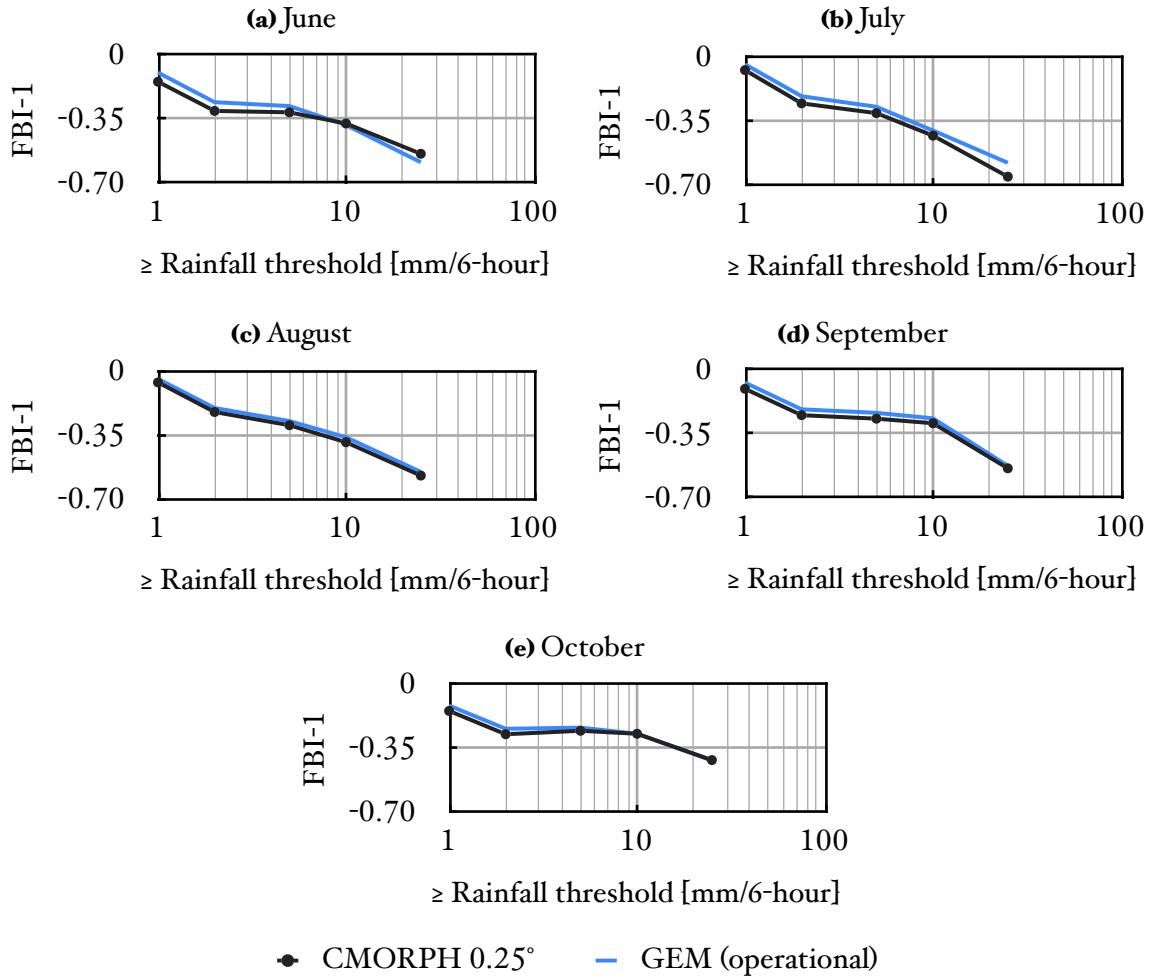 (a) June
(b) July
0
-0.35
-0.70
FBI-1
1
10
100
≥ Rainfall threshold [mm/6-hour]
0
-0.35
-0.70
FBI-1
1
10
100
≥ Rainfall threshold [mm/6-hour]
(c) August
(d) September
0
-0.35
-0.70
FBI-1
1
10
100
≥ Rainfall threshold [mm/6-hour]
0
-0.35
-0.70
FBI-1
1
10
100
≥ Rainfall threshold [mm/6-hour]
(e) October
0
-0.35
-0.70
FBI-1
1
10
100
≥ Rainfall threshold [mm/6-hour]
CMORPH 0.25°
GEM (operational)